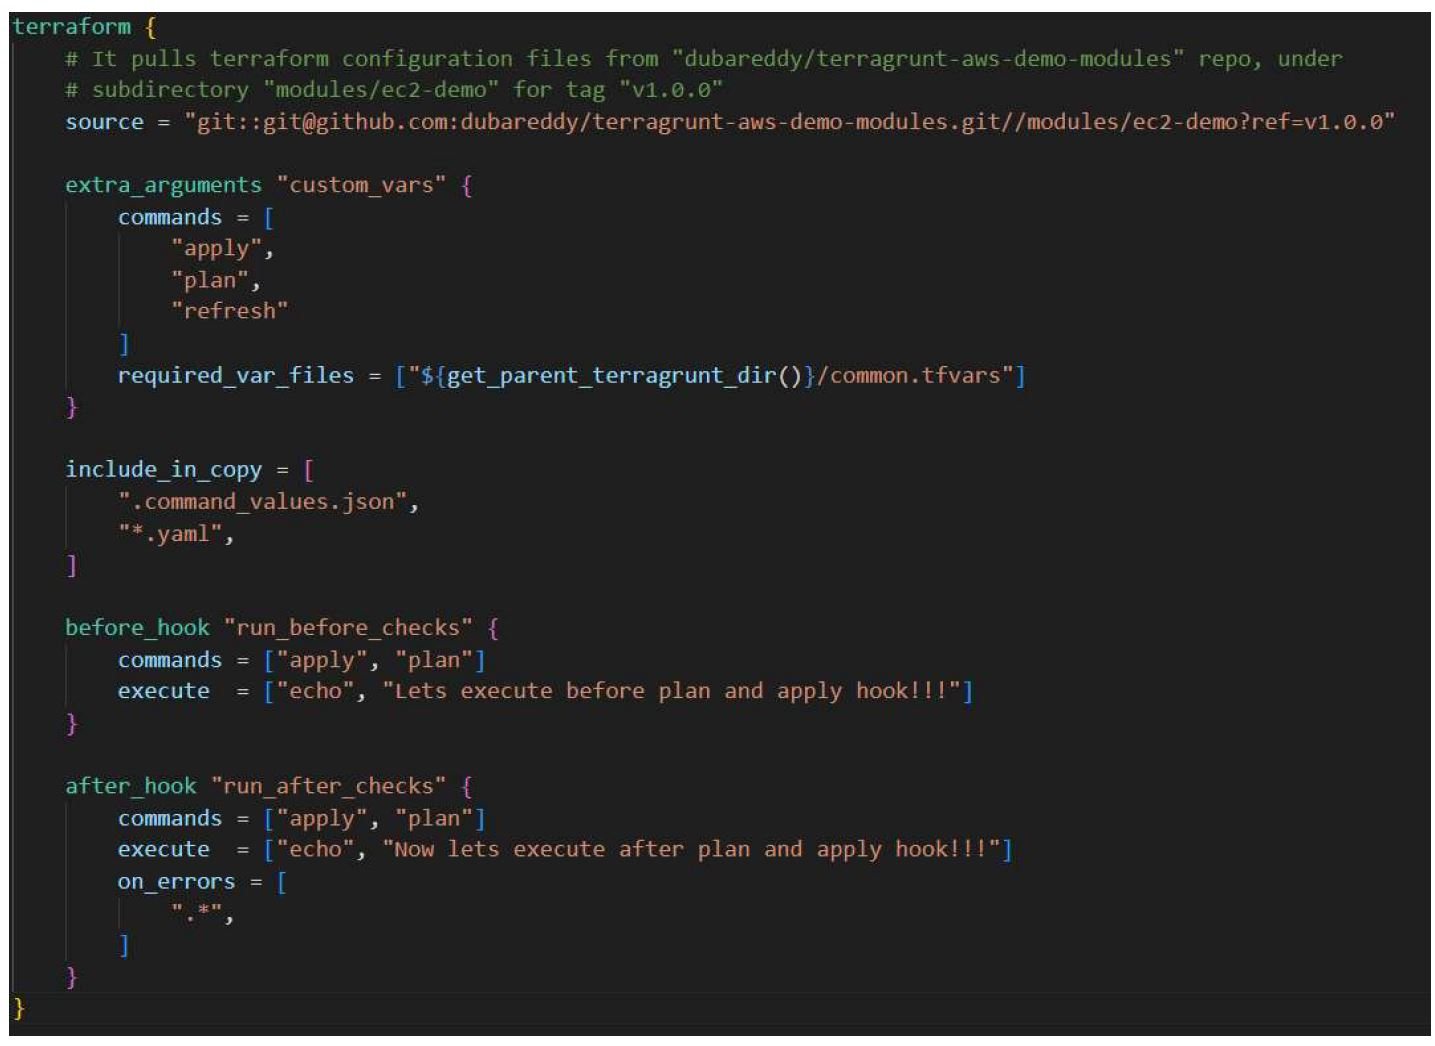 terraform {
    # It pulls terraform configuration files from "dubareddy/terragrunt-aws-demo-modules" repo, under
    # subdirectory "modules/ec2-demo" for tag "v1.0.0"
    source = "git::git@github.com:dubareddy/terragrunt-aws-demo-modules.git//modules/ec2-demo?ref=v1.0.0"

    extra_arguments "custom_vars" {
        commands = [
            "apply",
            "plan",
            "refresh"
        ]
        required_var_files = ["${get_parent_terragrunt_dir()}/common.tfvars"]
    }

    include_in_copy = [
        ".command_values.json",
        "*.yaml",
    ]

    before_hook "run_before_checks" {
        commands = ["apply", "plan"]
        execute  = ["echo", "Lets execute before plan and apply hook!!!"]
    }

    after_hook "run_after_checks" {
        commands = ["apply", "plan"]
        execute  = ["echo", "Now lets execute after plan and apply hook!!!"]
        on_errors = [
            ".*",
        ]
    }
}